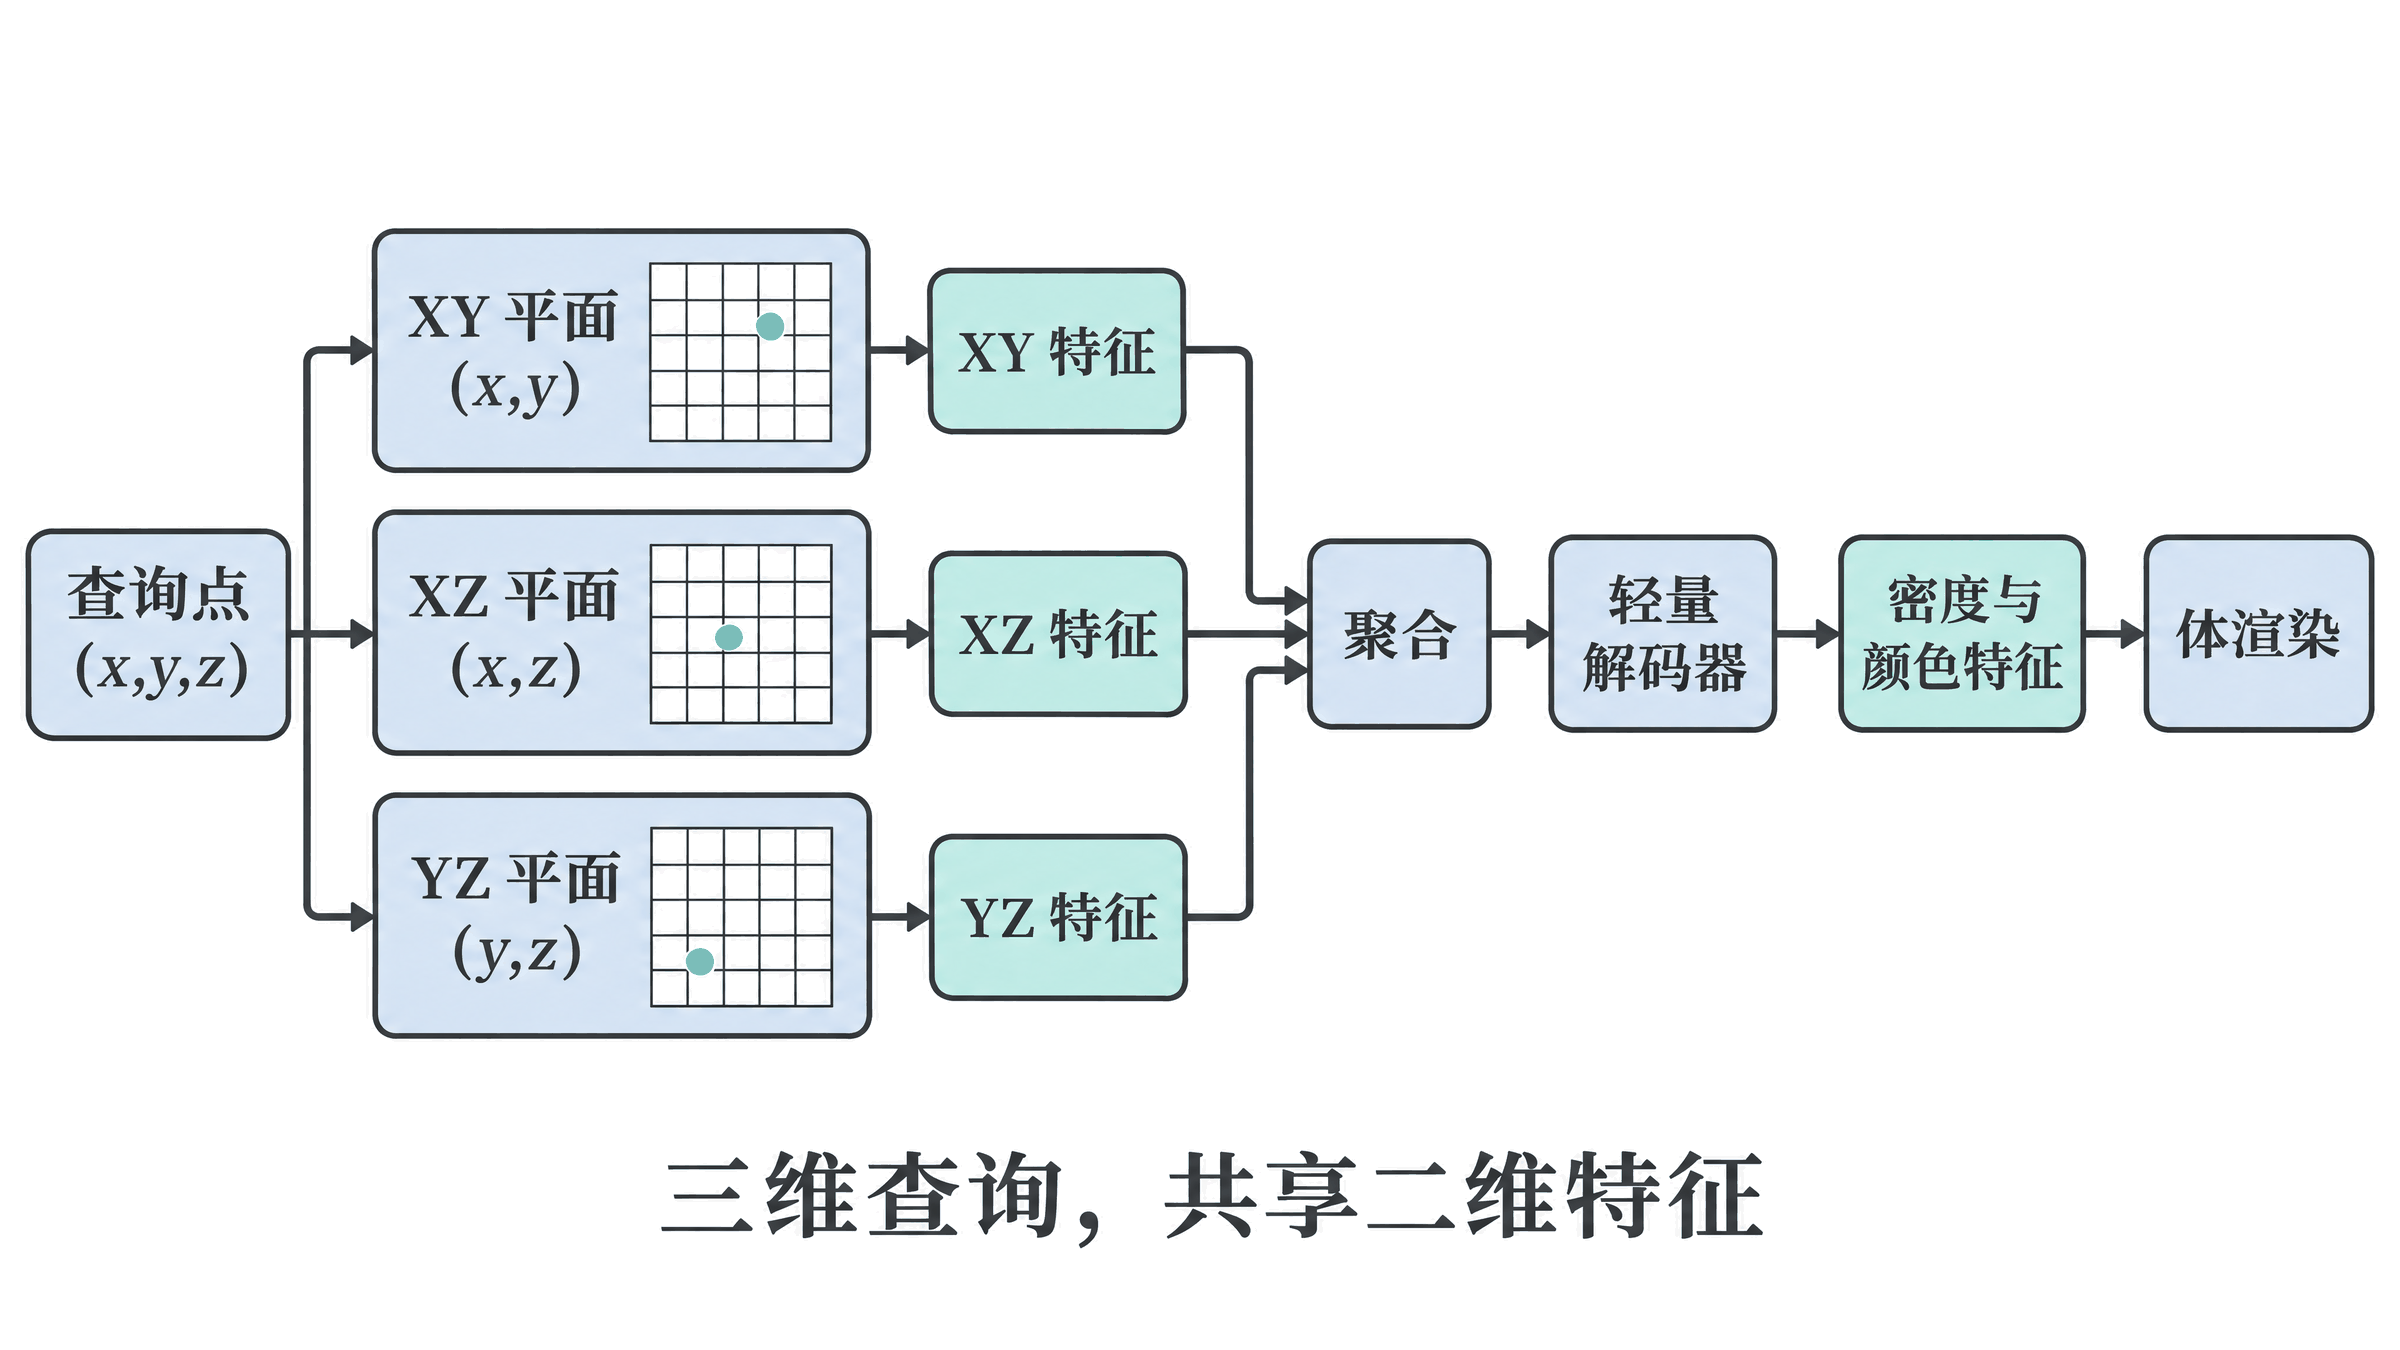 查询点
(x,y,z)
XY 平面
(x,y)
XY 特征
XZ 平面
(x,z)
XZ 特征
YZ 平面
(y,z)
YZ 特征
聚合
轻量
解码器
密度与
颜色特征
体渲染
三维查询，共享二维特征